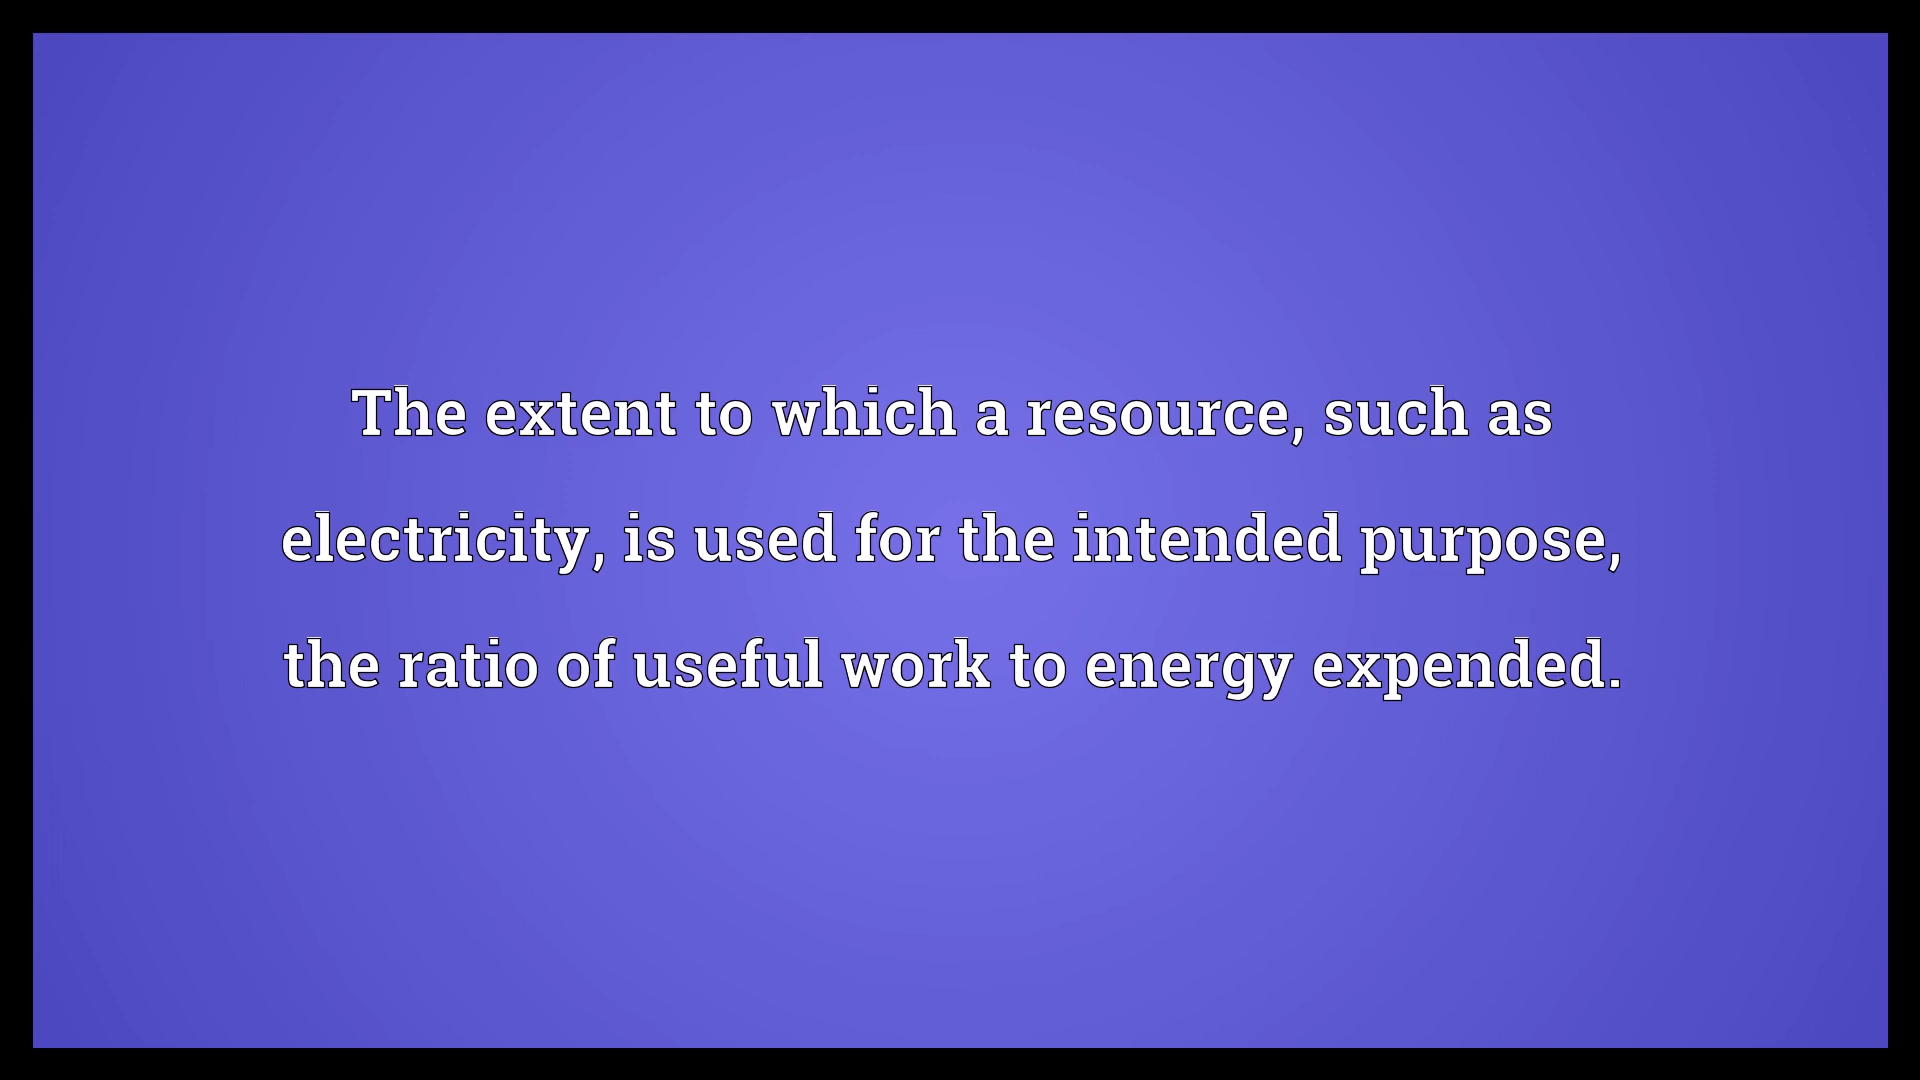 The extent to which a resource, such as
electricity, is used for the intended purpose,
the ratio of useful work to energy expended.